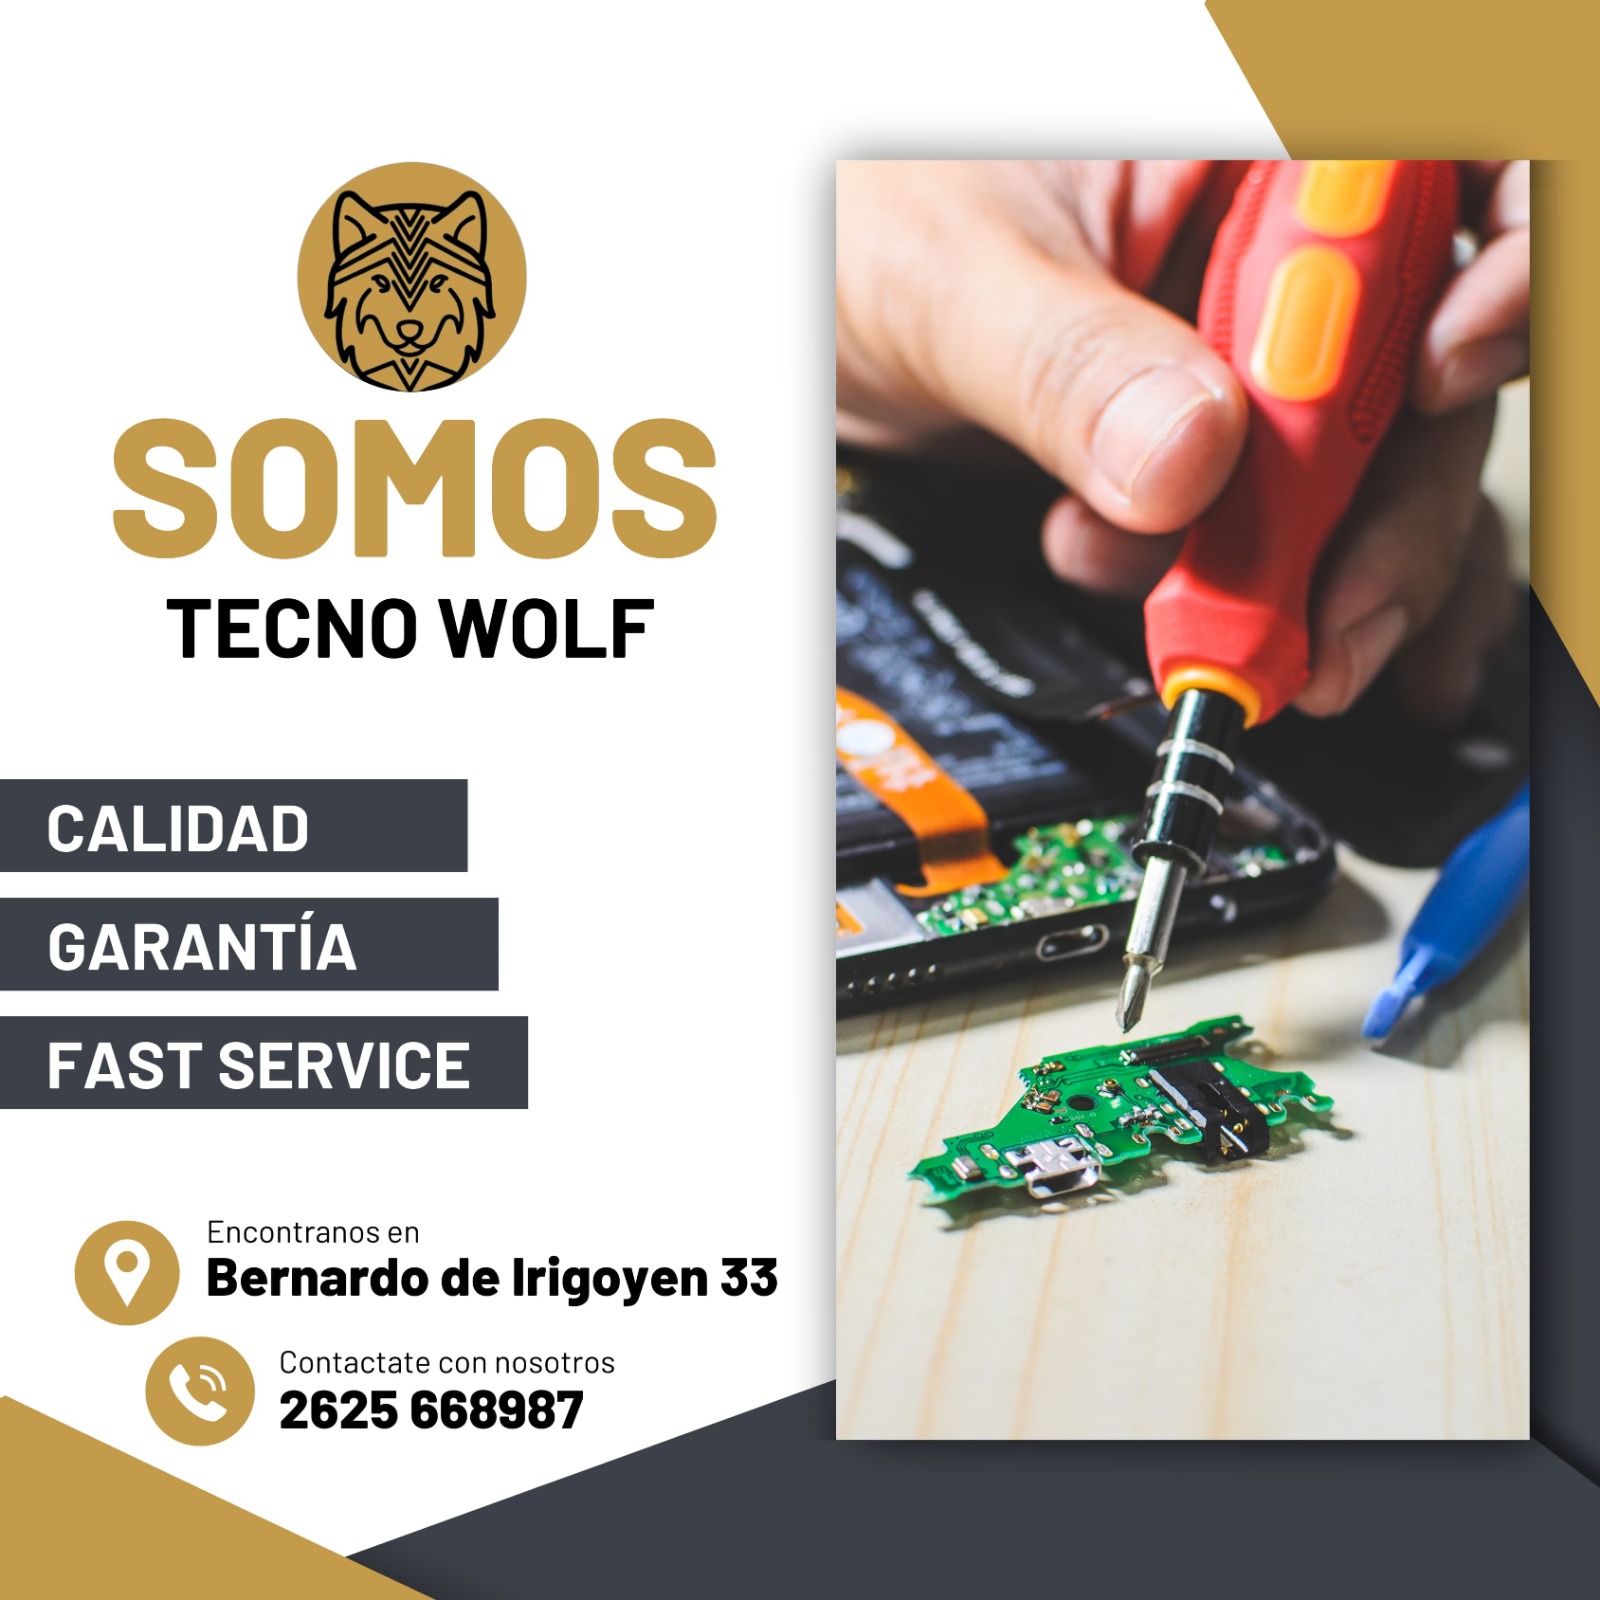 SOMOS
TECNO WOLF
CALIDAD
GARANTÍA
FAST SERVICE
Encontranos en
Bernardo de Irigoyen 33
Contactate con nosotros
2625 668987